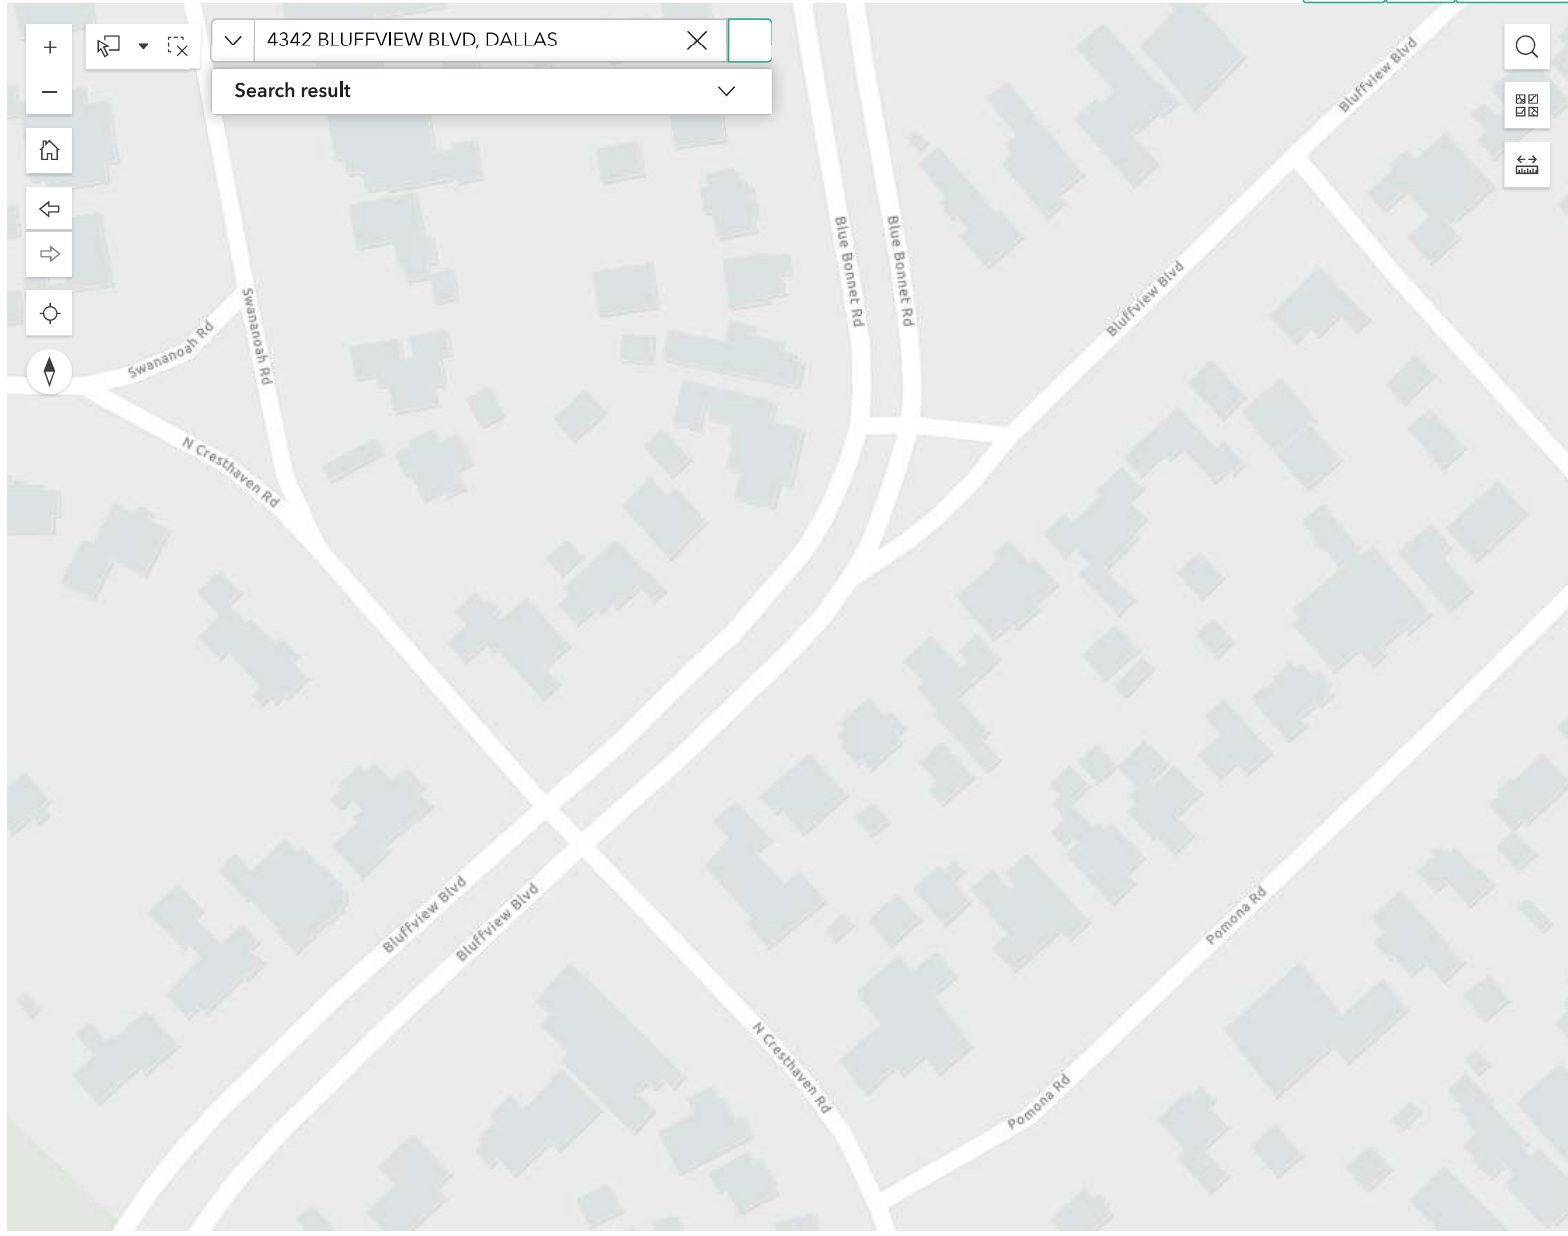 4342 BLUFFVIEW BLVD, DALLAS
Search result
Bluffview Blvd
Blue Bonnet Rd
Blue Bonnet Rd
Bluffview Blvd
Swananoah Rd
Swananoah Rd
N Cresthaven Rd
Bluffview Blvd
Bluffview Blvd
Pomona Rd
N Cresthaven Rd
Pomona Rd